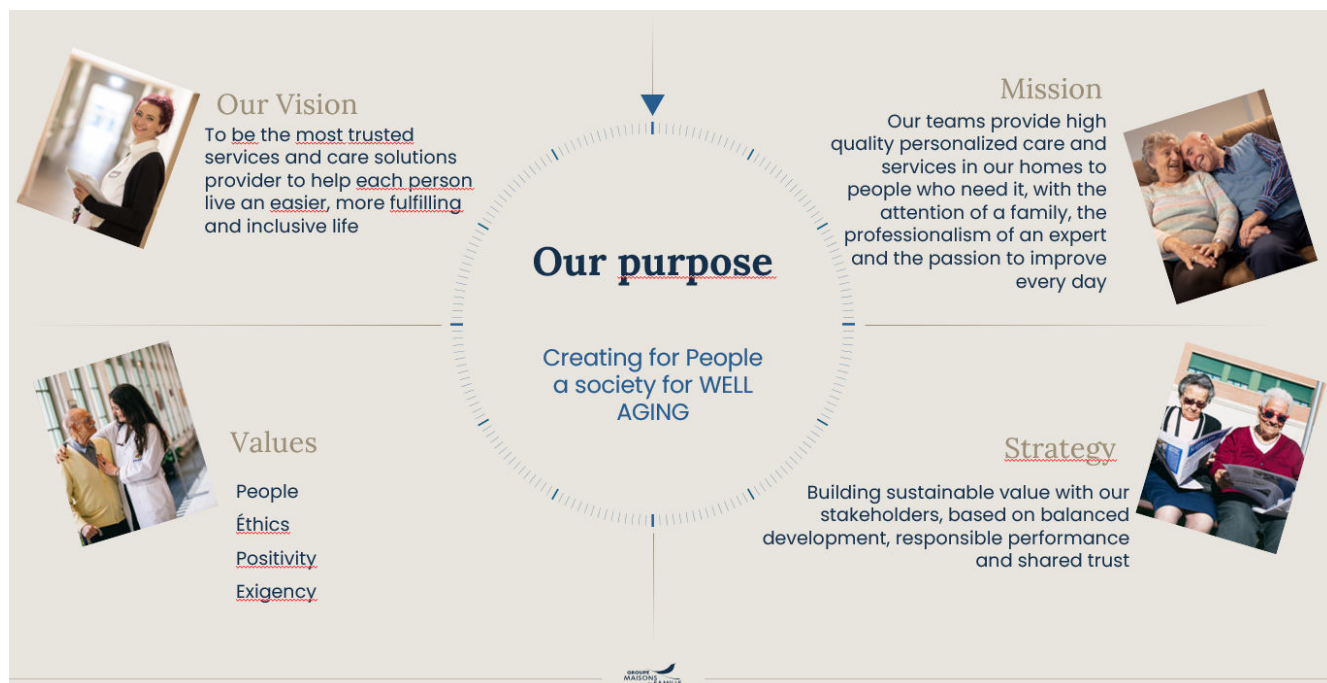 Our Vision
To be the most trusted
services and care solutions
provider to help each person
live an easier, more fulfilling
and inclusive life
Mission
Our teams provide high
quality personalized care and
services in our homes to
people who need it, with the
attention of a family, the
professionalism of an expert
and the passion to improve
every day
Our purpose
Creating for People
a society for WELL
AGING
Values
People
Éthics
Positivity
Exigency
Strategy
Building sustainable value with our
stakeholders, based on balanced
development, responsible performance
and shared trust
GROUPE
MAISONS
FAMILLE